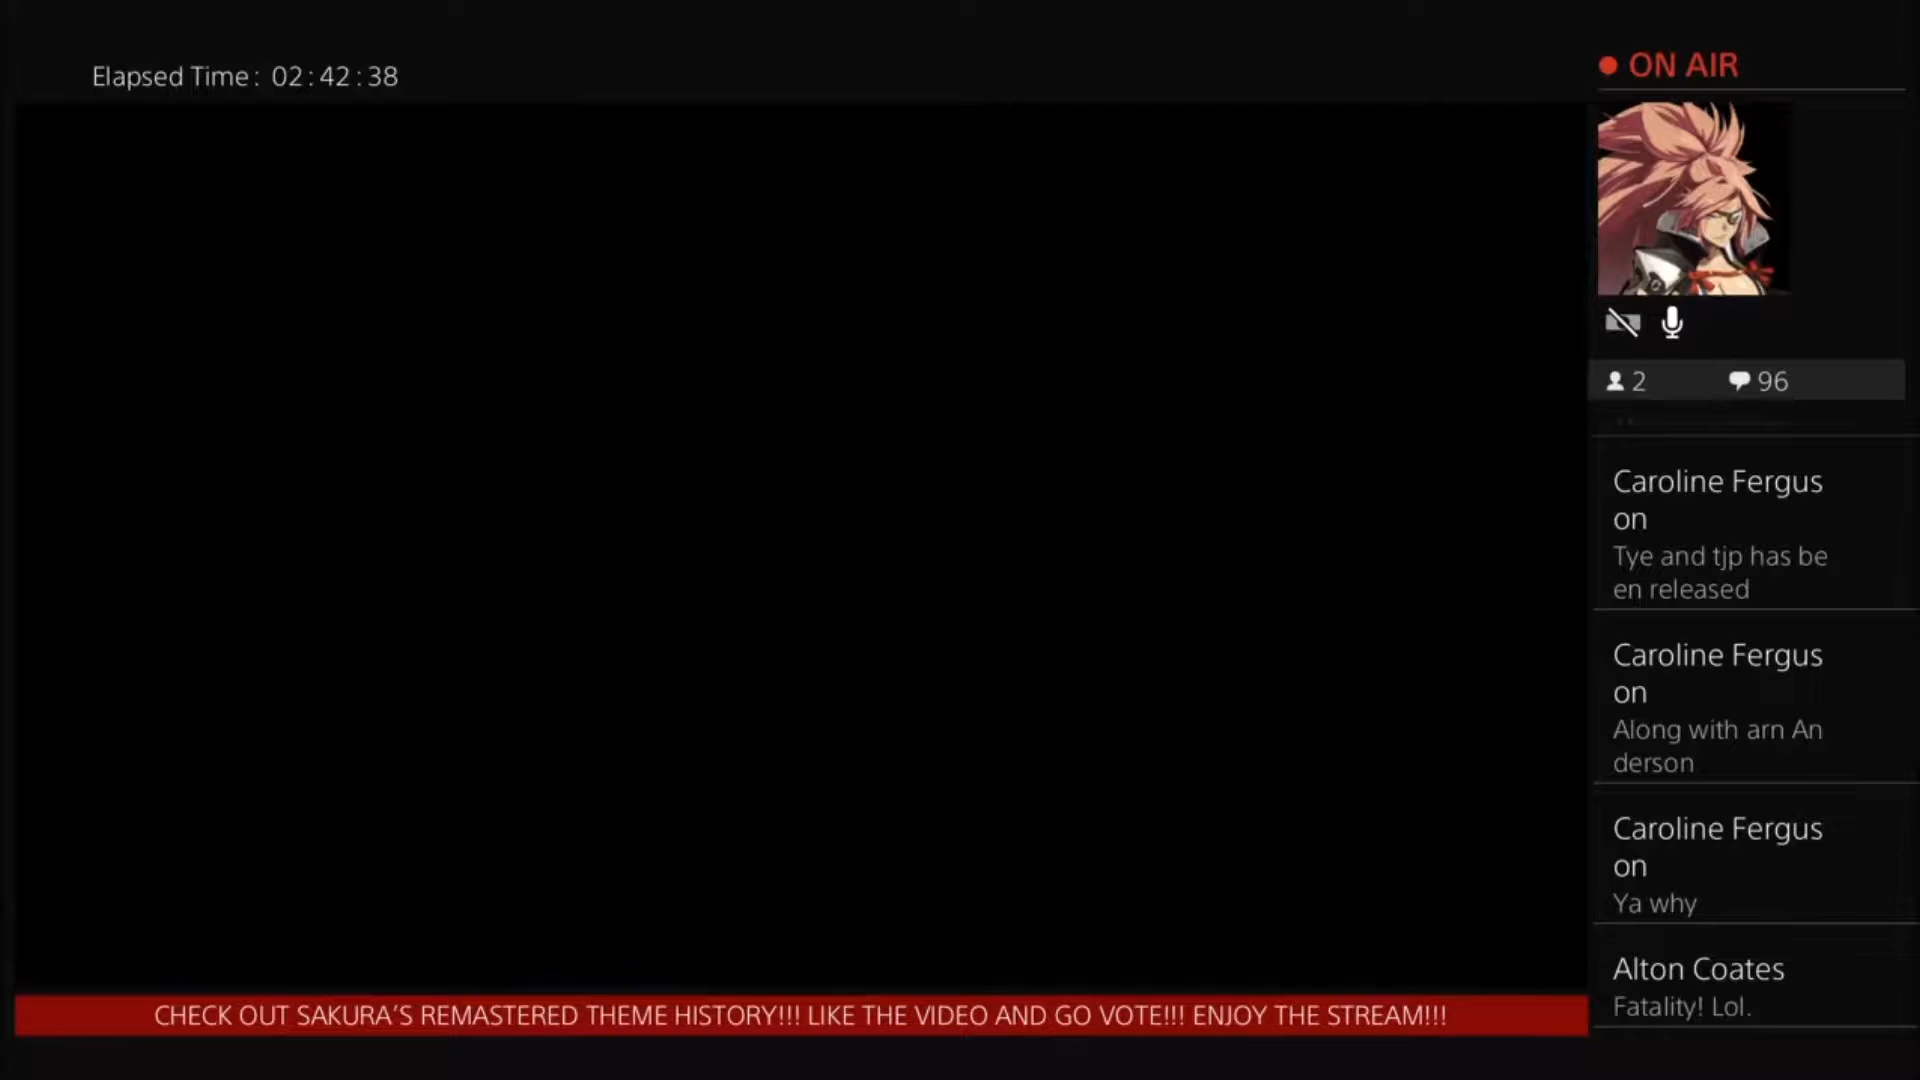 Elapsed Time: 02:42:38
ON AIR
2 96
Caroline Fergus
on
Tye and tjp has be
en released
Caroline Fergus
on
Along with arn An
derson
Caroline Fergus
on
Ya why
Alton Coates
Fatality! Lol.
CHECK OUT SAKURA'S REMASTERED THEME HISTORY!!! LIKE THE VIDEO AND GO VOTE!!! ENJOY THE STREAM!!!